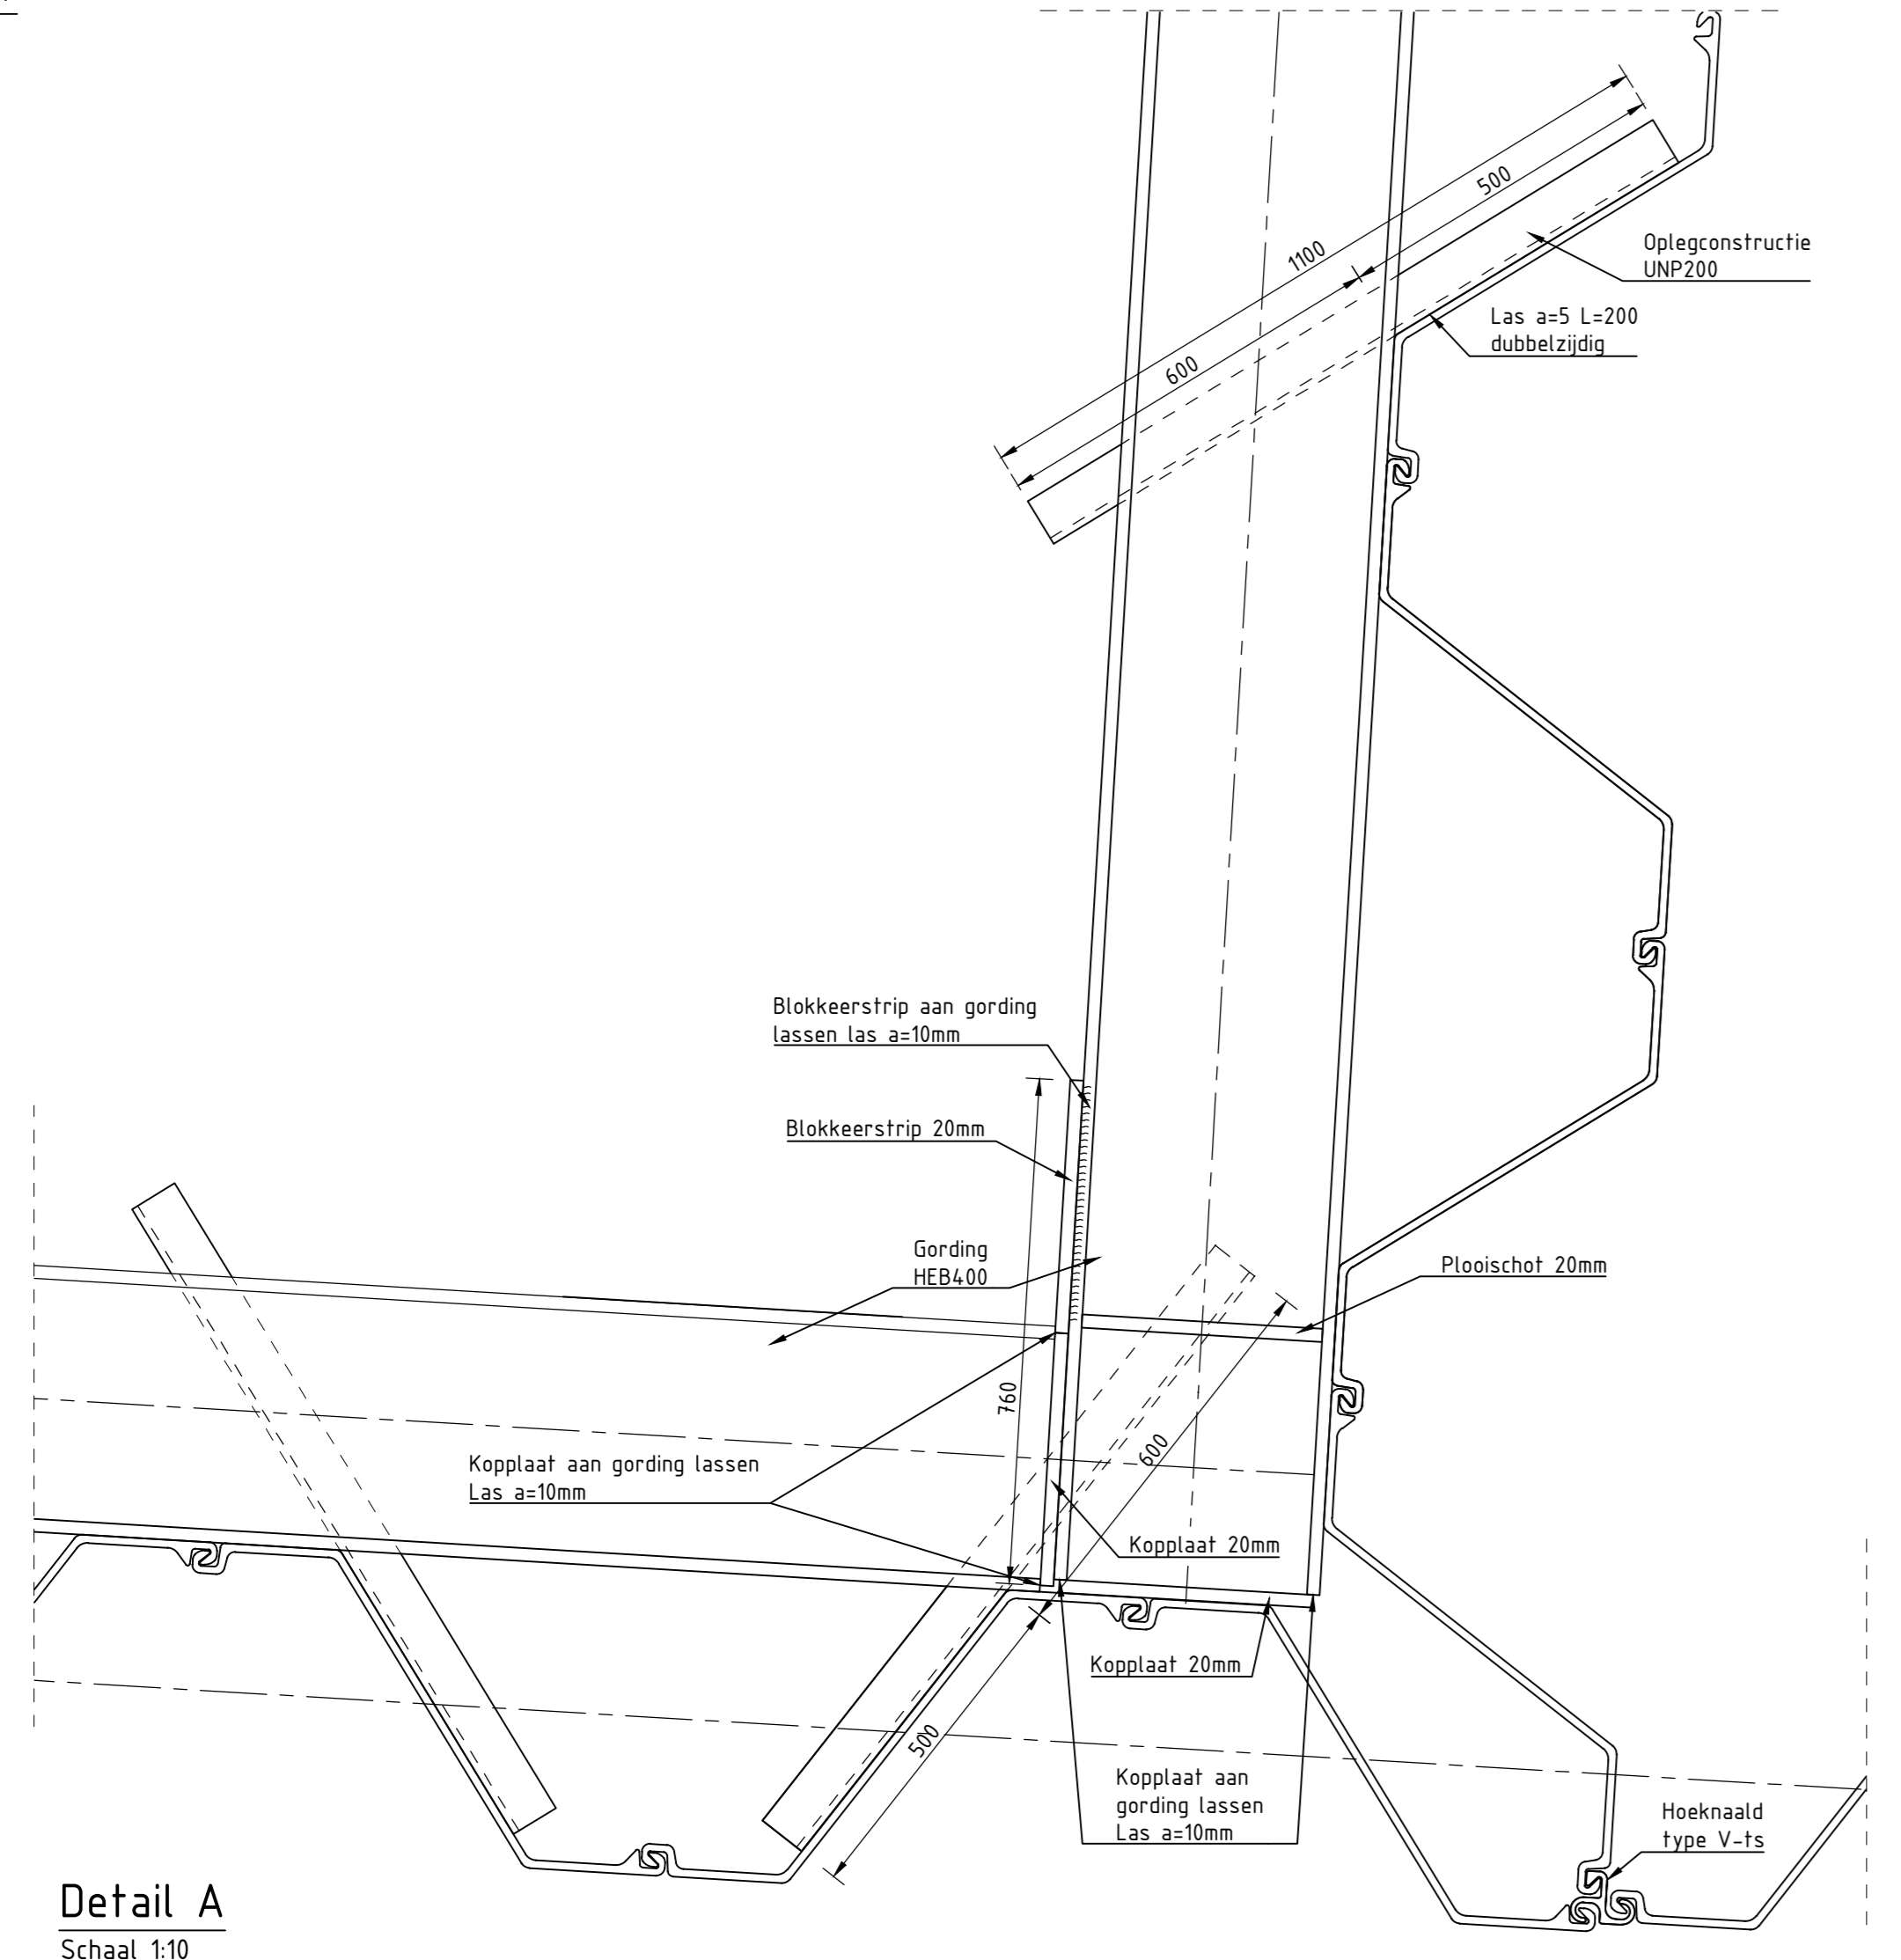 500
1100
Oplegconstructie
UNP200
Las a=5 L=200
dubbelzijdig
600
Blokkeerstrip aan gording
lassen las a=10mm
Blokkeerstrip 20mm
Gording
HEB400
Plooischot 20mm
760
600
Kopplaat aan gording lassen
Las a=10mm
Kopplaat 20mm
Kopplaat 20mm
500
Kopplaat aan
gording lassen
Las a=10mm
Hoeknaald
type V-ts
Detail A
Schaal 1:10